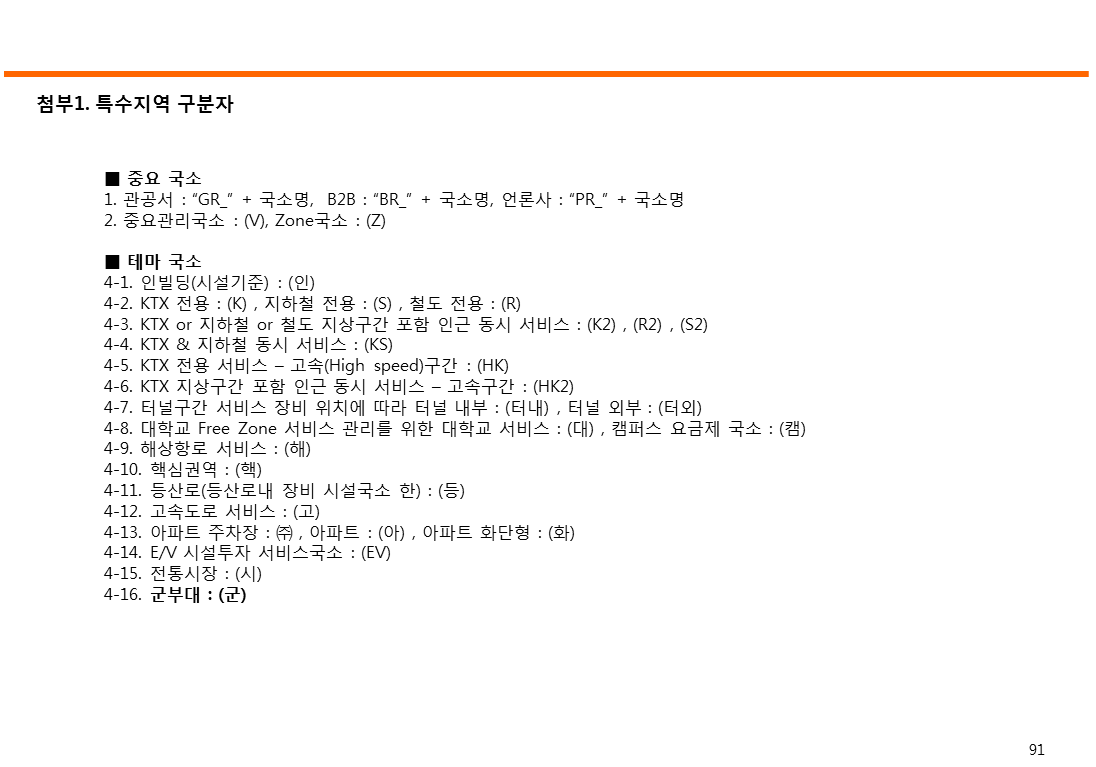 첨부1. 특수지역 구분자
■ 중요 국소
1. 관공서 : “GR_” + 국소명, B2B : “BR_” + 국소명, 언론사 : “PR_” + 국소명
2. 중요관리국소 : (V), Zone국소 : (Z)
■ 테마 국소
4-1. 인빌딩(시설기준) : (인)
4-2. KTX 전용 : (K) , 지하철 전용 : (S) , 철도 전용 : (R)
4-3. KTX or 지하철 or 철도 지상구간 포함 인근 동시 서비스 : (K2) , (R2) , (S2)
4-4. KTX & 지하철 동시 서비스 : (KS)
4-5. KTX 전용 서비스 – 고속(High speed)구간 : (HK)
4-6. KTX 지상구간 포함 인근 동시 서비스 – 고속구간 : (HK2)
4-7. 터널구간 서비스 장비 위치에 따라 터널 내부 : (터내) , 터널 외부 : (터외)
4-8. 대학교 Free Zone 서비스 관리를 위한 대학교 서비스 : (대) , 캠퍼스 요금제 국소 : (캠)
4-9. 해상항로 서비스 : (해)
4-10. 핵심권역 : (핵)
4-11. 등산로(등산로내 장비 시설국소 한) : (등)
4-12. 고속도로 서비스 : (고)
4-13. 아파트 주차장 : ㈜ , 아파트 : (아) , 아파트 화단형 : (화)
4-14. E/V 시설투자 서비스국소 : (EV)
4-15. 전통시장 : (시)
4-16. 군부대 : (군)
91